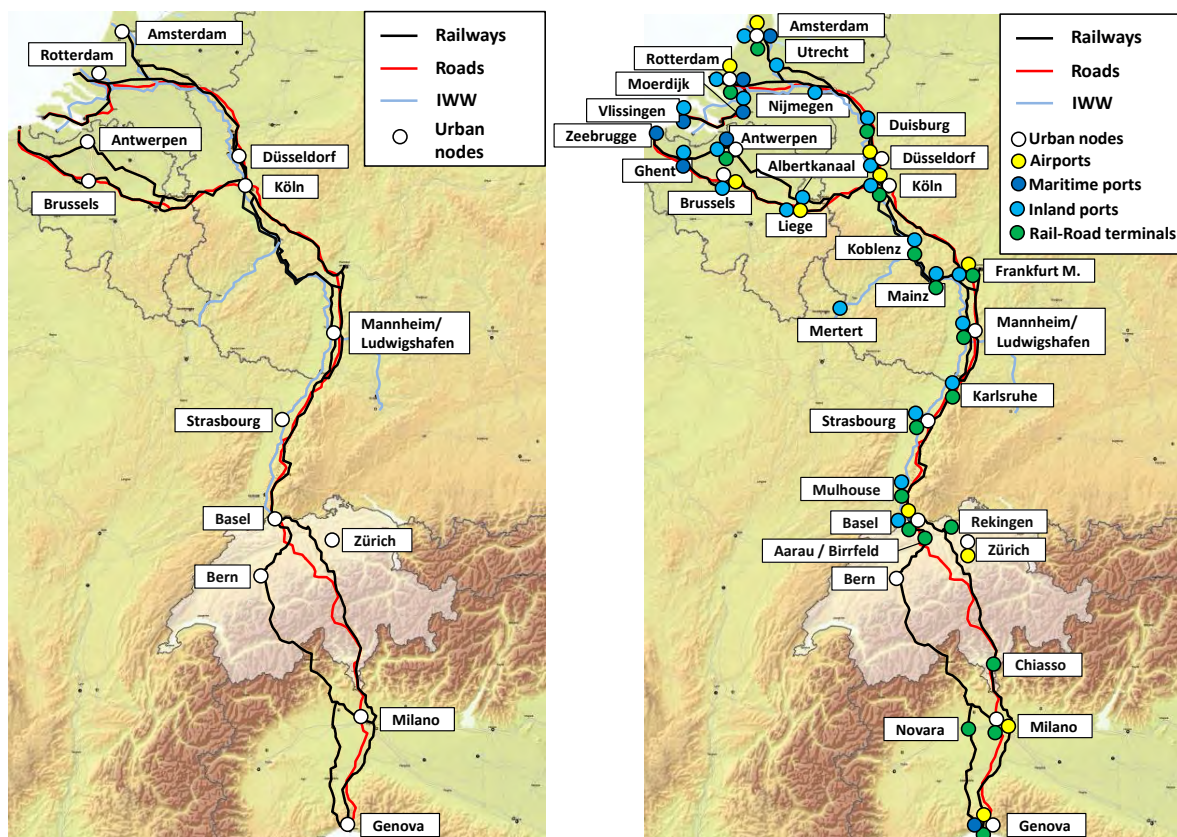 Amsterdam
Rotterdam
Antwerpen
Düsseldorf
Köln
Brussels
Mannheim/
Ludwigshafen
Strasbourg
Basel
Zürich
Bern
Milano
Genova
Railways
Roads
IWW
Urban
nodes
Amsterdam
Utrecht
Rotterdam
Moerdijk
Nijmegen
Vlissingen
Zeebrugge
Antwerpen
Duisburg
Albertkanaal
Düsseldorf
Ghent
Köln
Brussels
Liege
Koblenz
Frankfurt M.
Mainz
Mertert
Mannheim/
Ludwigshafen
Karlsruhe
Strasbourg
Mulhouse
Basel
Rekingen
Aarau / Birrfeld
Zürich
Bern
Chiasso
Novara
Milano
Genova
Railways
Roads
IWW
Urban nodes
Airports
Maritime ports
Inland ports
Rail-Road terminals